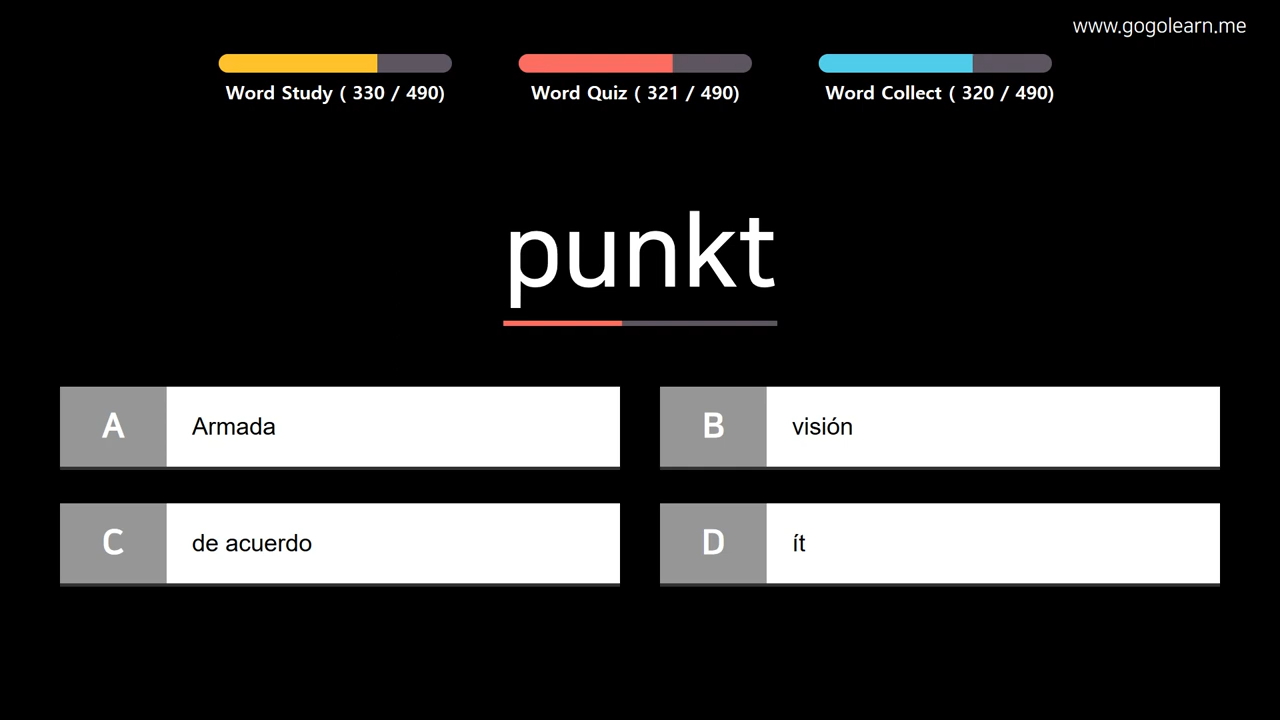 www.gogolearn.me
Word Study ( 330 / 490)
Word Quiz ( 321 / 490)
Word Collect ( 320 / 490)
punkt
A Armada
B visión
C de acuerdo
D ít